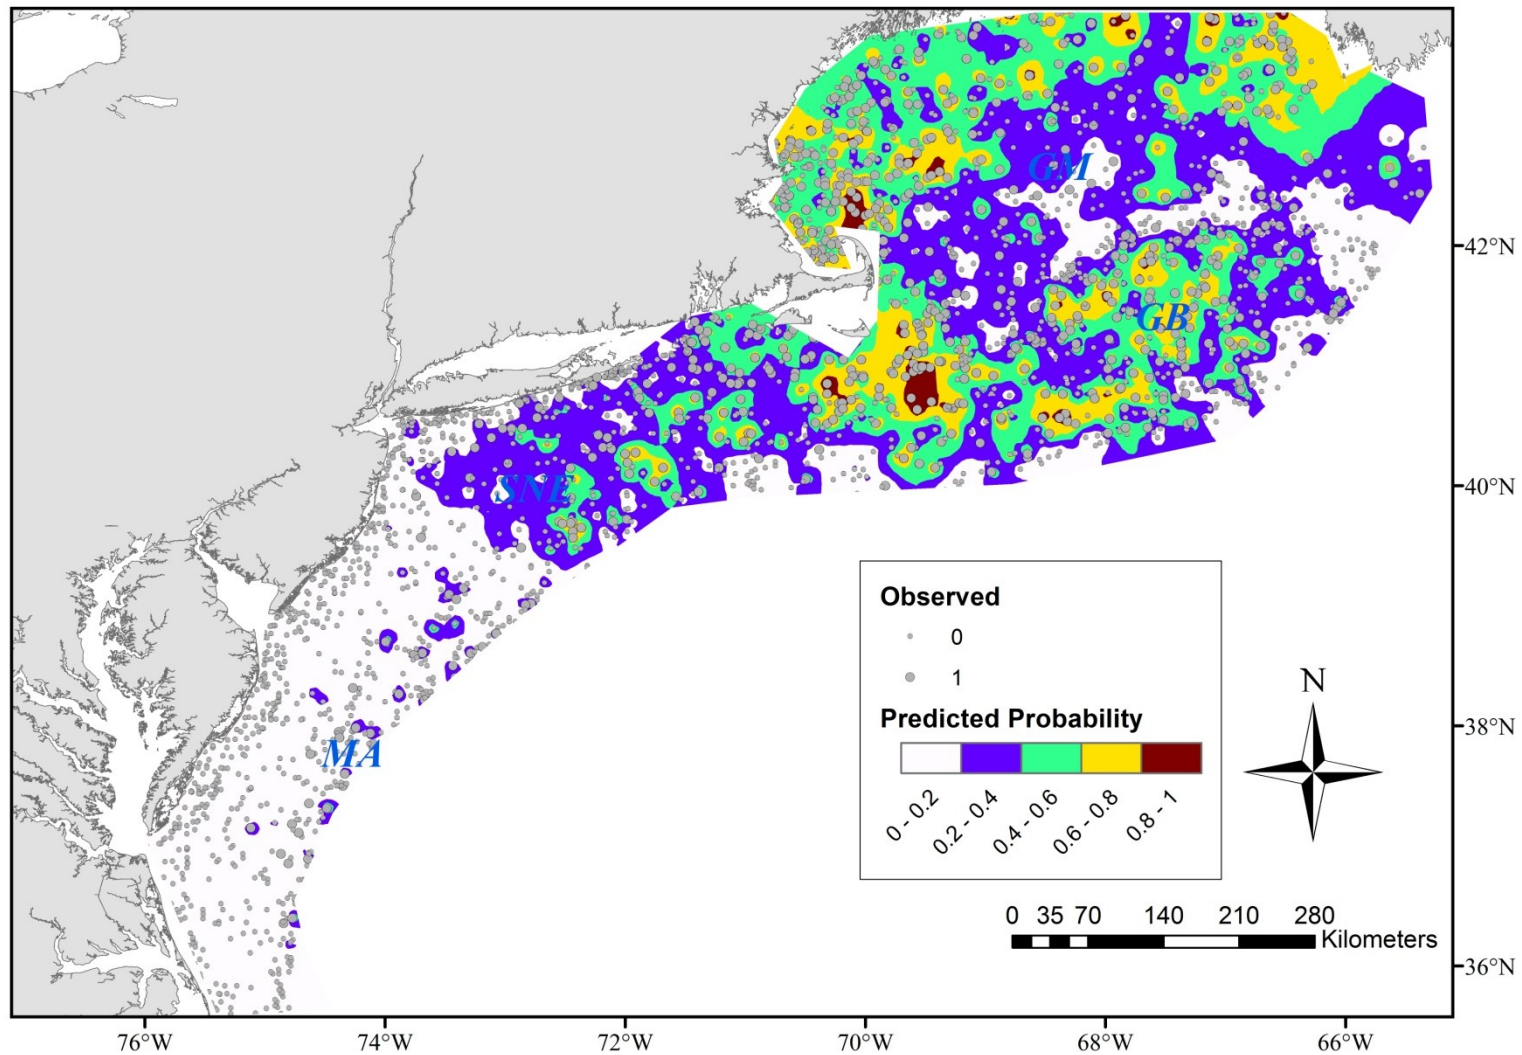 GM
42°N
GB
40°N
SNE
Observed
0
1
Predicted Probability
0 - 0.2
0.2 - 0.4
0.4 - 0.6
0.6 - 0.8
0.8 - 1
N
38°N
MA
0 35 70 140 210 280
Kilometers
36°N
76°W 74°W 72°W 70°W 68°W 66°W